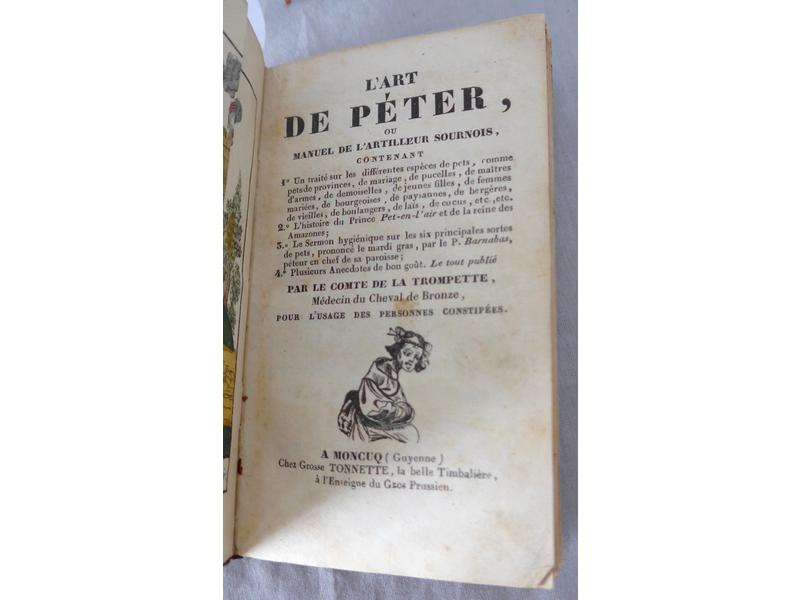 L'ART
DE PÉTER,
OU
MANUEL DE L'ARTILLEUR SOURNOIS,
CONTENANT
1.º Un traité sur les différentes espèces de pets, comme
pets de provinces, de mariage, de pucelles, de maîtres
d'armes, de demoiselles, de jeunes filles, de femmes
mariées, de bourgeoises, de paysannes, de bergères,
de vieilles, de boulangers, de laïs, de cocus, etc., etc.
2.º L'histoire du Prince Pet-en-l'air et de la reine des
Amazones;
3.º Le Sermon hygiénique sur les six principales sortes
de pets, prononcé le mardi gras, par le P. Barnabas,
péteur en chef de sa paroisse;
4.º Plusieurs Anecdotes de bon goût. Le tout publié
PAR LE COMTE DE LA TROMPETTE,
Médecin du Cheval de Bronze,
POUR L'USAGE DES PERSONNES CONSTIPÉES.
A MONCUQ (Guyenne)
Chez Grosse TONNETTE, la belle Timbalière,
à l'Enseigne du Gros Prussien.